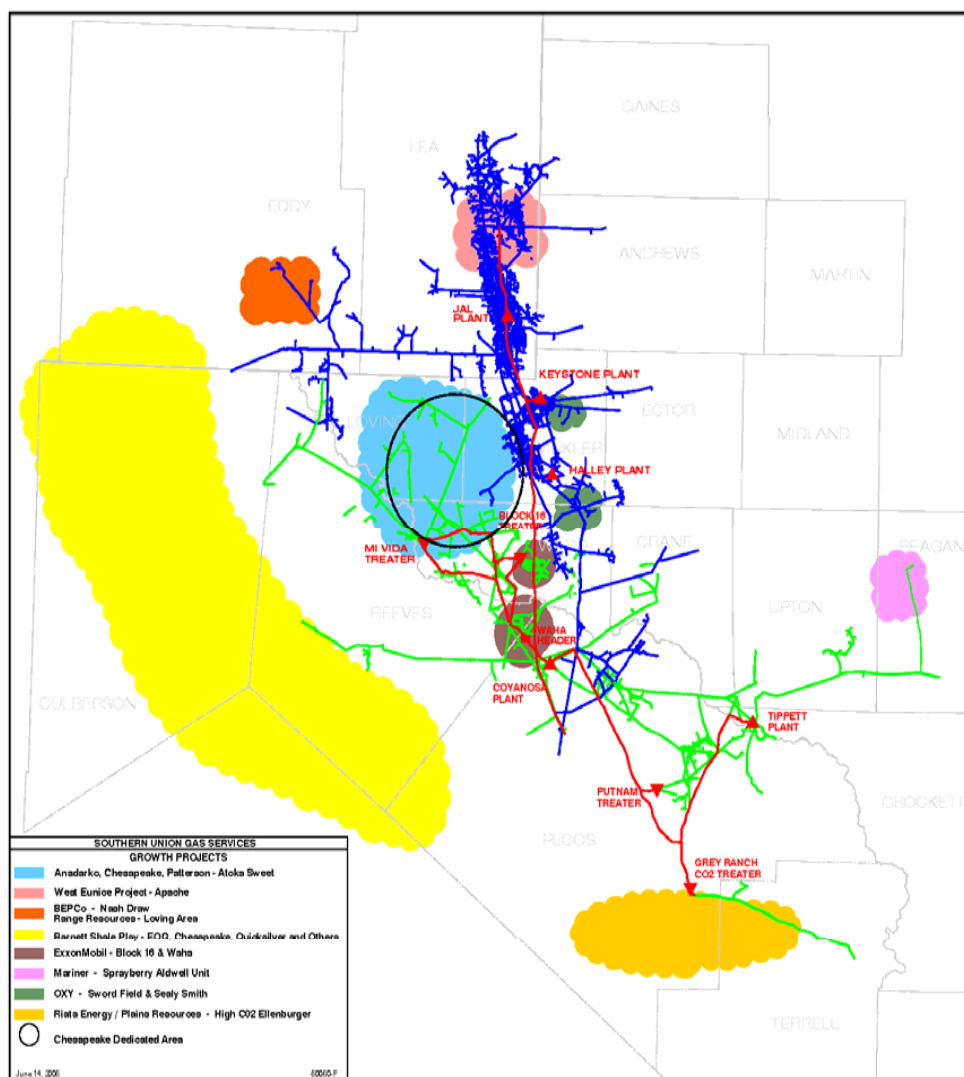 GAINES
LEA
EDDY
ANDREWS
MARTIN
JAL
PLANT
KEYSTONE PLANT
LOVING
ECTOR
MIDLAND
HALLEY PLANT
BLOCK 16
TREATER
CRANE
REAGAN
MI VIDA
TREATER
REEVES
UPTON
WAHA
HEADER
COYANOSA
PLANT
CULBERSON
TIPPETT
PLANT
PUTNAM
TREATER
CROCKETT
PECOS
GREY RANCH
CO2 TREATER
TERRELL
SOUTHERN UNION GAS SERVICES
GROWTH PROJECTS
Anadarko, Chesapeake, Patterson - Atoka Sweet
West Eunice Project - Apache
BEPCo - Nash Draw
Range Resources - Loving Area
Barnett Shale Play - EOG, Chesapeake, Quicksilver and Others
ExxonMobil - Block 16 & Waha
Mariner - Sprayberry Aldwell Unit
OXY - Sword Field & Sealy Smith
Riata Energy / Plains Resources - High CO2 Ellenburger
Chesapeake Dedicated Area